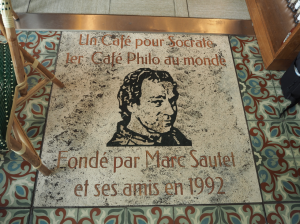 Un Café pour Socrate
1er Café Philo au monde
Fondé par Marc Sautet
et ses amis en 1992